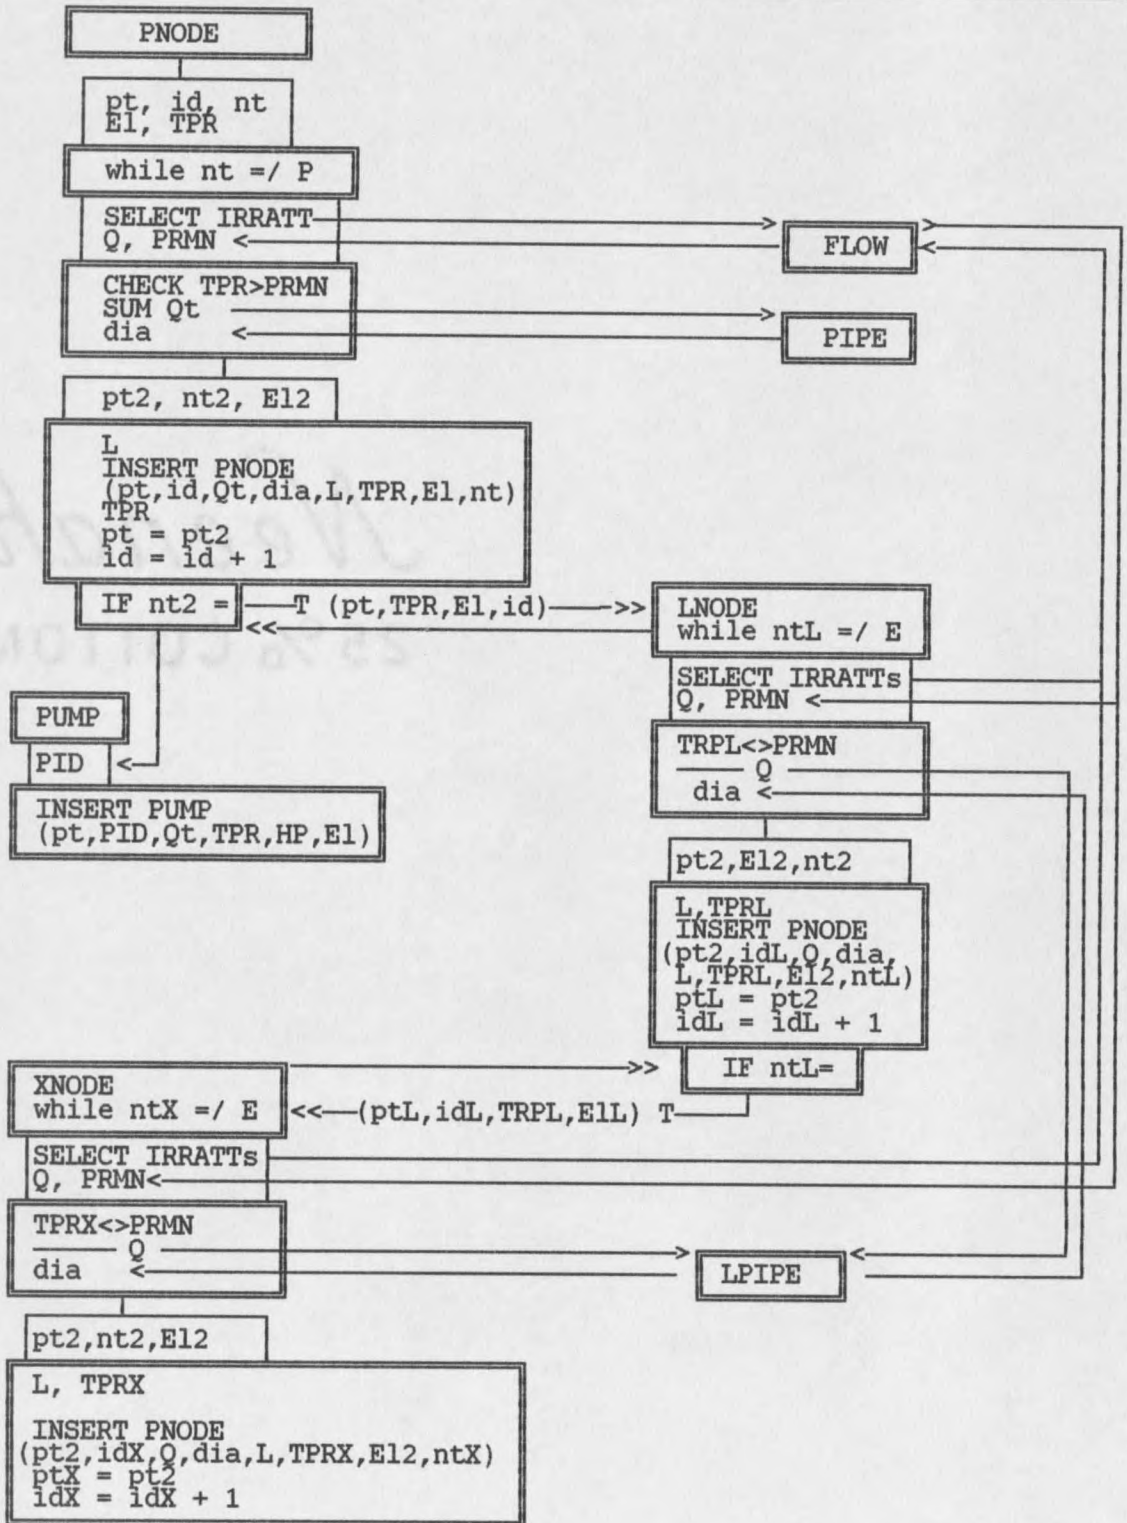 PNODE
pt, id, nt
El, TPR
while nt =/ P
SELECT IRRATT
Q, PRMN <
FLOW
CHECK TPR>PRMN
SUM Qt
dia <
PIPE
pt2, nt2, El2
L
INSERT PNODE
(pt,id,Qt,dia,L,TPR,El,nt)
TPR
pt = pt2
id = id + 1
IF nt2 =
T (pt,TPR,El,id) >>
<<
LNODE
while ntL =/ E
SELECT IRRATTs
Q, PRMN <
TRPL<>PRMN
Q
dia <
PUMP
PID <
INSERT PUMP
(pt,PID,Qt,TPR,HP,El)
pt2,El2,nt2
L,TPRL
INSERT PNODE
(pt2,idL,Q,dia,
L,TPRL,El2,ntL)
ptL = pt2
idL = idL + 1
IF ntL=
>>
<<—(ptL,idL,TRPL,ElL) T
XNODE
while ntX =/ E
SELECT IRRATTs
Q, PRMN<
TPRX<>PRMN
Q
dia <
LPIPE
pt2,nt2,El2
L, TPRX
INSERT PNODE
(pt2,idX,Q,dia,L,TPRX,El2,ntX)
ptX = pt2
idX = idX + 1